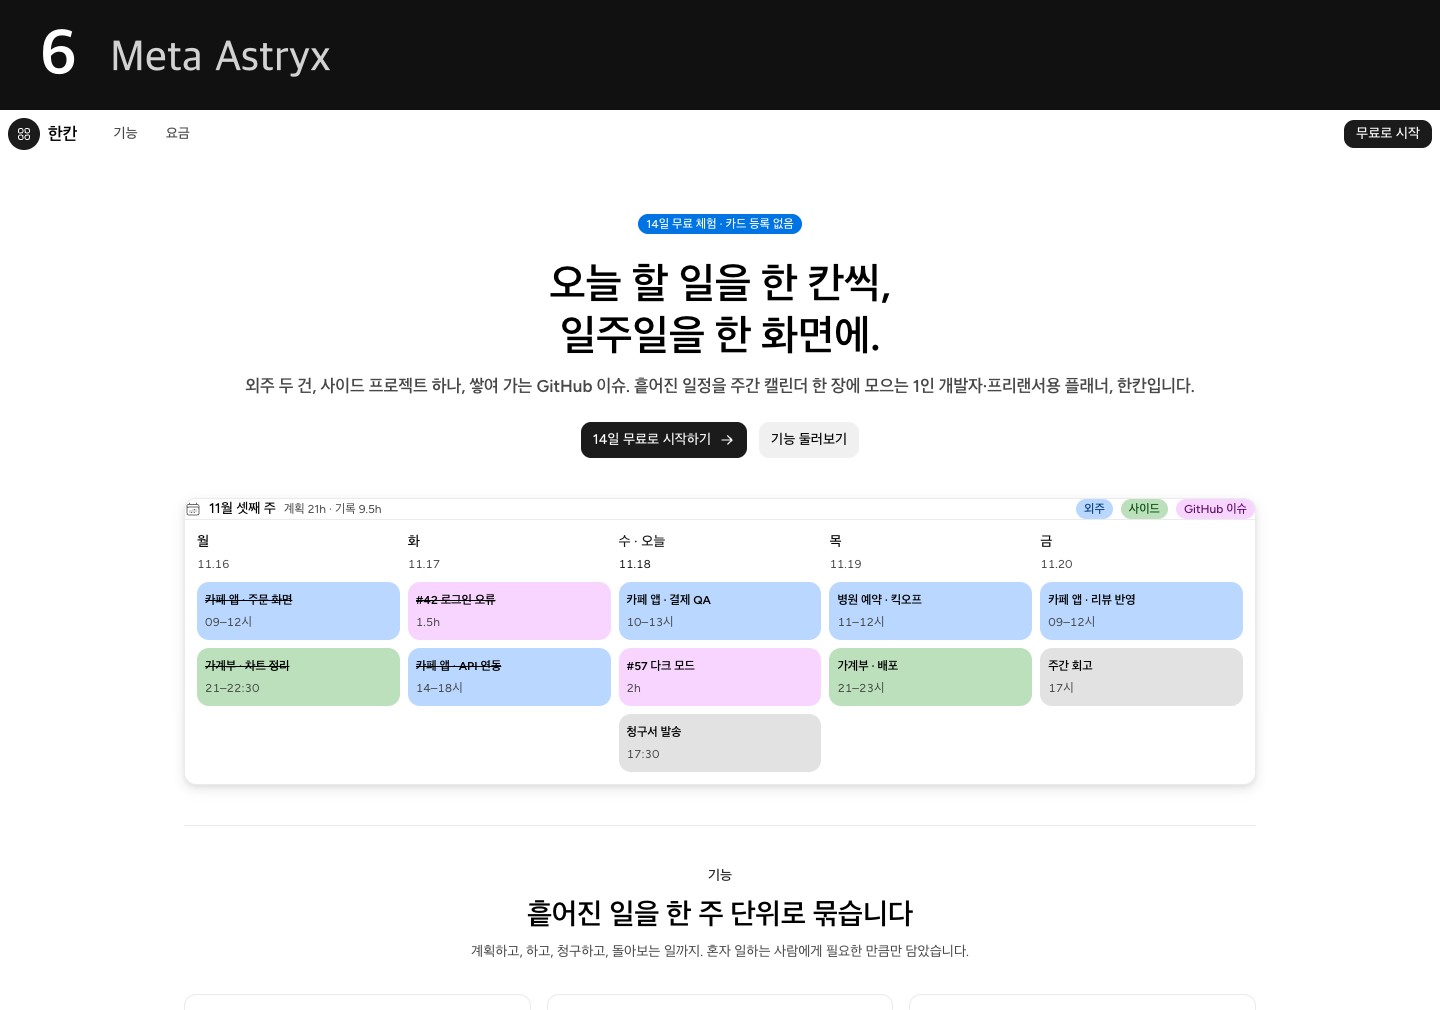 6 Meta Astryx
한칸 기능 요금 무료로 시작
14일 무료 체험 · 카드 등록 없음
오늘 할 일을 한 칸씩,
일주일을 한 화면에.
외주 두 건, 사이드 프로젝트 하나, 쌓여 가는 GitHub 이슈. 흩어진 일정을 주간 캘린더 한 장에 모으는 1인 개발자·프리랜서용 플래너, 한칸입니다.
14일 무료로 시작하기 → 기능 둘러보기
11월 셋째 주 계획 21h · 기록 9.5h 외주 사이드 GitHub 이슈
월 화 수 · 오늘 목 금
11.16 11.17 11.18 11.19 11.20
카페 앱 · 주문 화면 #42 로그인 오류 카페 앱 · 결제 QA 병원 예약 · 킥오프 카페 앱 · 리뷰 반영
09–12시 1.5h 10–13시 11–12시 09–12시
가계부 · 차트 정리 카페 앱 · API 연동 #57 다크 모드 가계부 · 배포 주간 회고
21–22:30 14–18시 2h 21–23시 17시
청구서 발송
17:30
기능
흩어진 일을 한 주 단위로 묶습니다
계획하고, 하고, 청구하고, 돌아보는 일까지. 혼자 일하는 사람에게 필요한 만큼만 담았습니다.